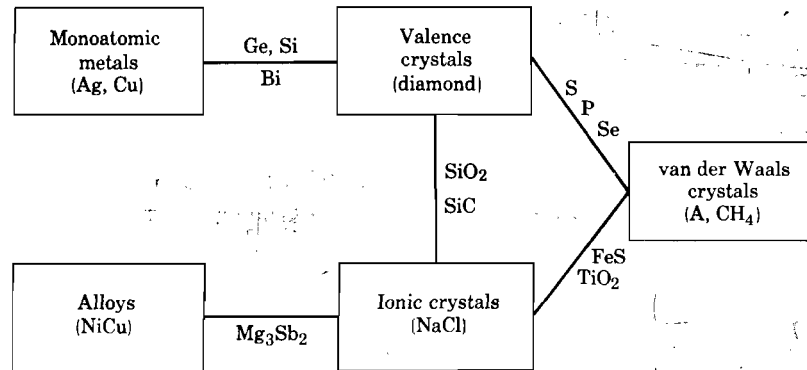 Monoatomic
metals
(Ag, Cu)
Ge, Si
Bi
Valence
crystals
(diamond)
S
P
Se
SiO₂
SiC
van der Waals
crystals
(A, CH₄)
FeS
TiO₂
Alloys
(NiCu)
Mg₃Sb₂
Ionic crystals
(NaCl)